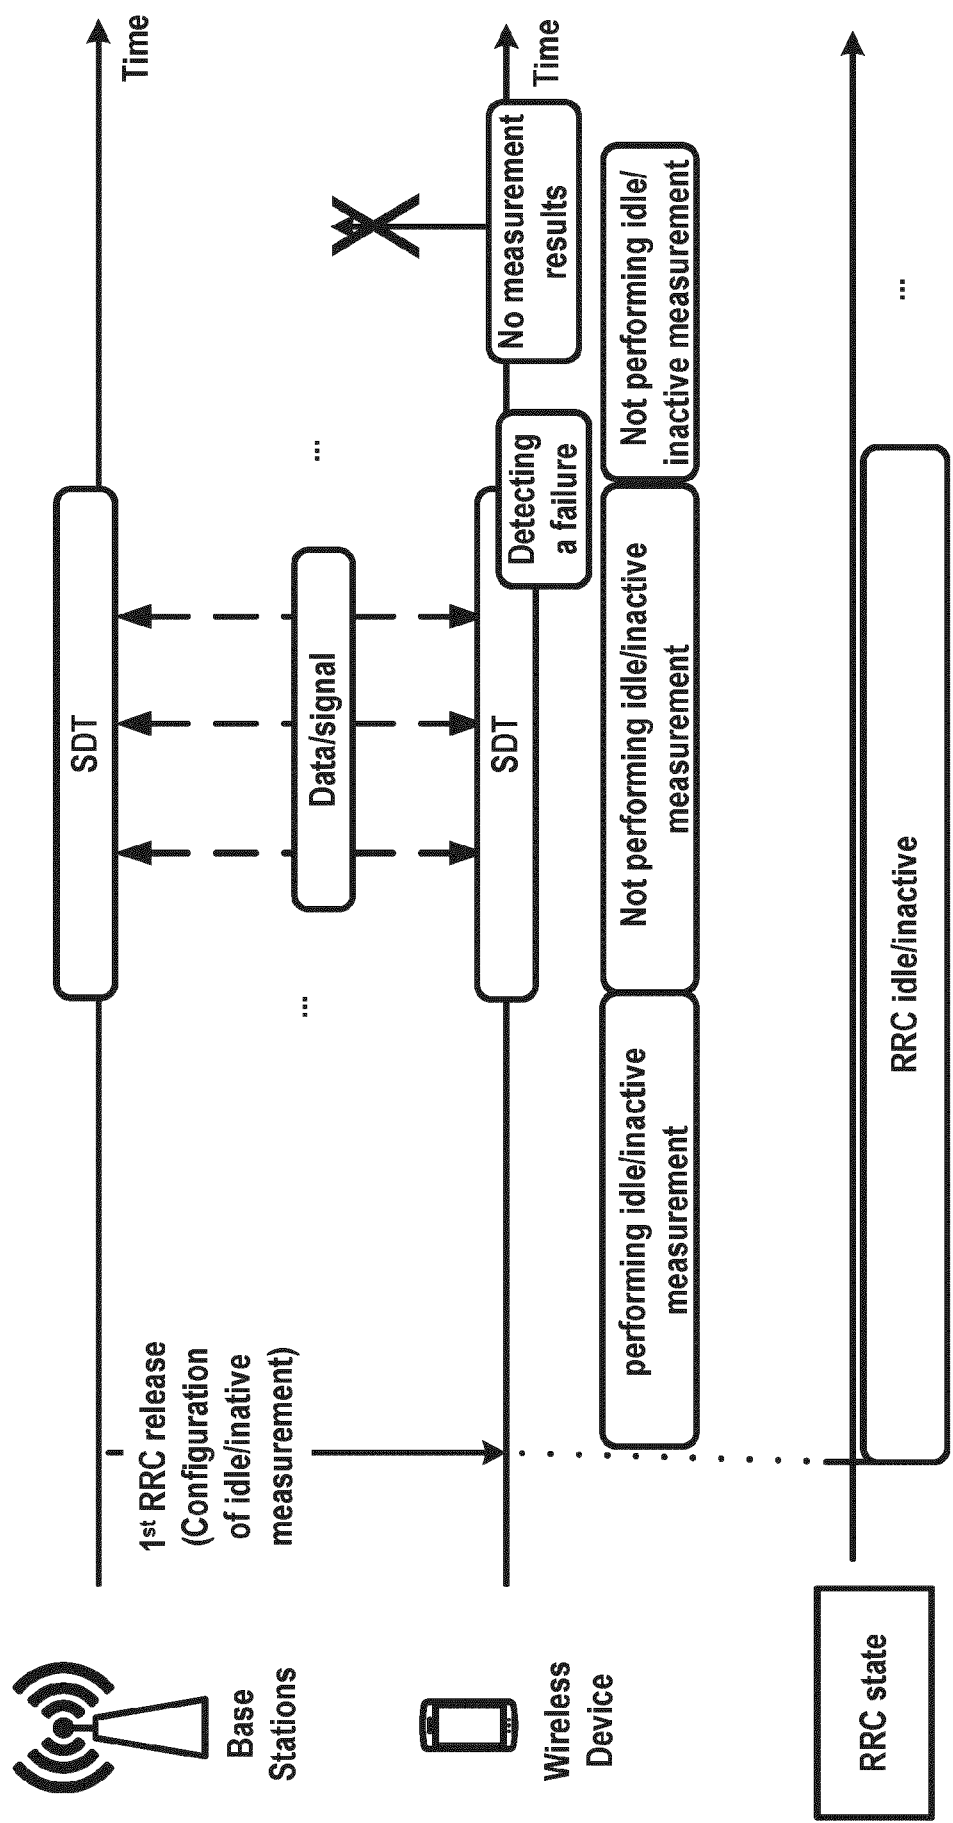 Base
Stations
1st RRC release
(Configuration
of idle/inative
measurement)
SDT
Time
...
Data/signal
...
Wireless
Device
SDT
Detecting
a failure
No measurement
results
Time
performing idle/inactive
measurement
Not performing idle/inactive
measurement
Not performing idle/
inactive measurement
RRC state
RRC idle/inactive
...